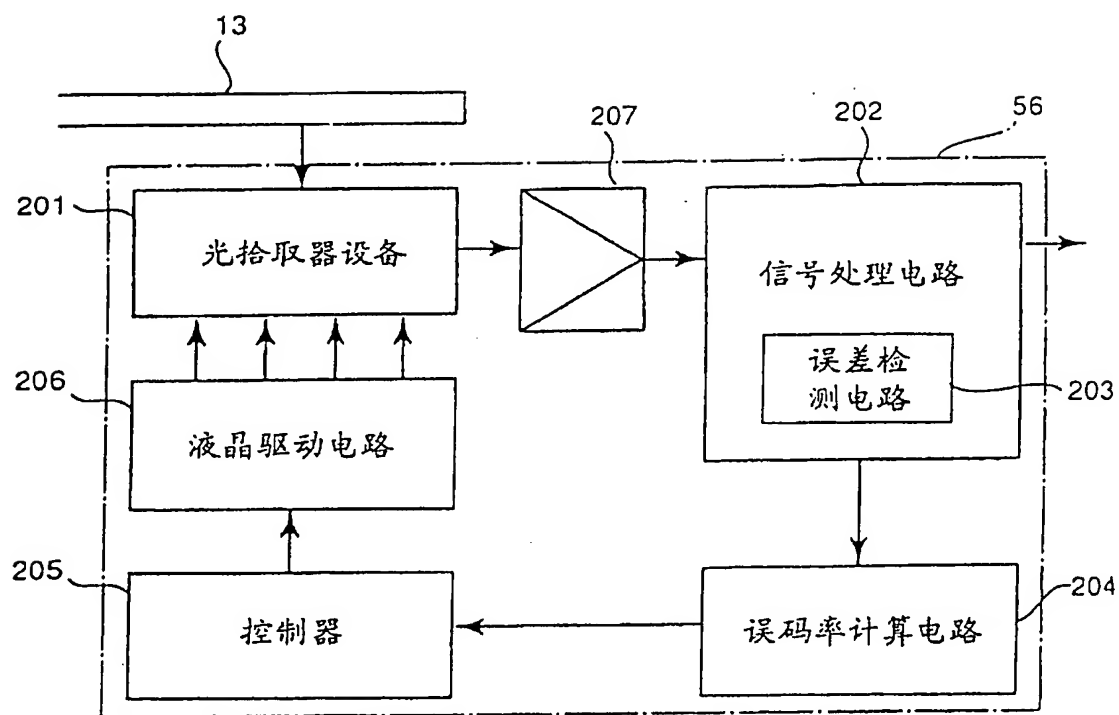 13
207
202
56
201
光拾取器设备
信号处理电路
误差检
测电路
203
206
液晶驱动电路
205
控制器
误码率计算电路
204